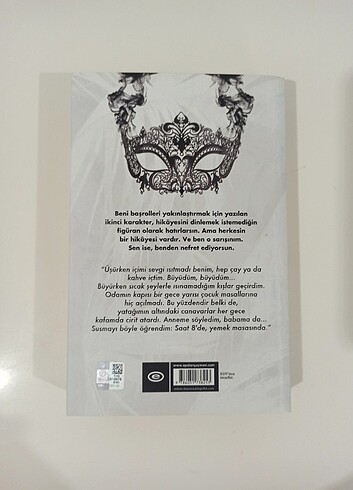 Beni başrolleri yakınlaştırmak için yazılan
ikinci karakter, hikâyesini dinlemek istemediğin
figüran olarak hatırlarsın. Ama herkesin
bir hikâyesi vardır. Ve ben o sarışınım.
Sen ise, benden nefret ediyorsun.
"Üşürken içimi sevgi ısıtmadı benim, hep çay ya da
kahve içtim. Büyüdüm, büyüdüm...
Büyürken sıcak şeylerle ısınamadığım kışlar geçirdim.
Odamın kapısı bir gece yarısı çocuk masallarına
hiç açılmadı. Bu yüzdendir belki de,
yatağımın altındaki canavarlar her gece
kafamda cirit atardı. Anneme söyledim, babama da...
Susmayı böyle öğrendim: Saat 8'de, yemek masasında."